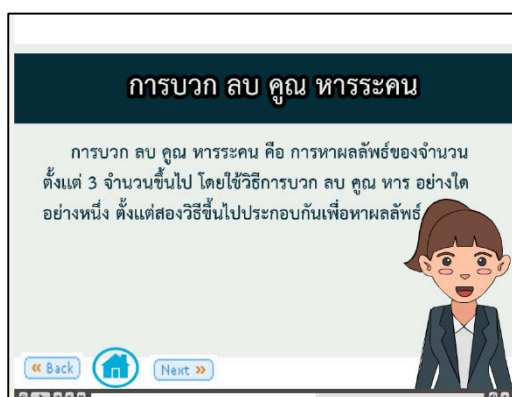 การบวก ลบ คูณ หารระคน
การบวก ลบ คูณ หารระคน คือ การหาผลลัพธ์ของจำนวน
ตั้งแต่ 3 จำนวนขึ้นไป โดยใช้วิธีการบวก ลบ คูณ หาร อย่างใด
อย่างหนึ่ง ตั้งแต่สองวิธีขึ้นไปประกอบกันเพื่อหาผลลัพธ์
« Back
Next »